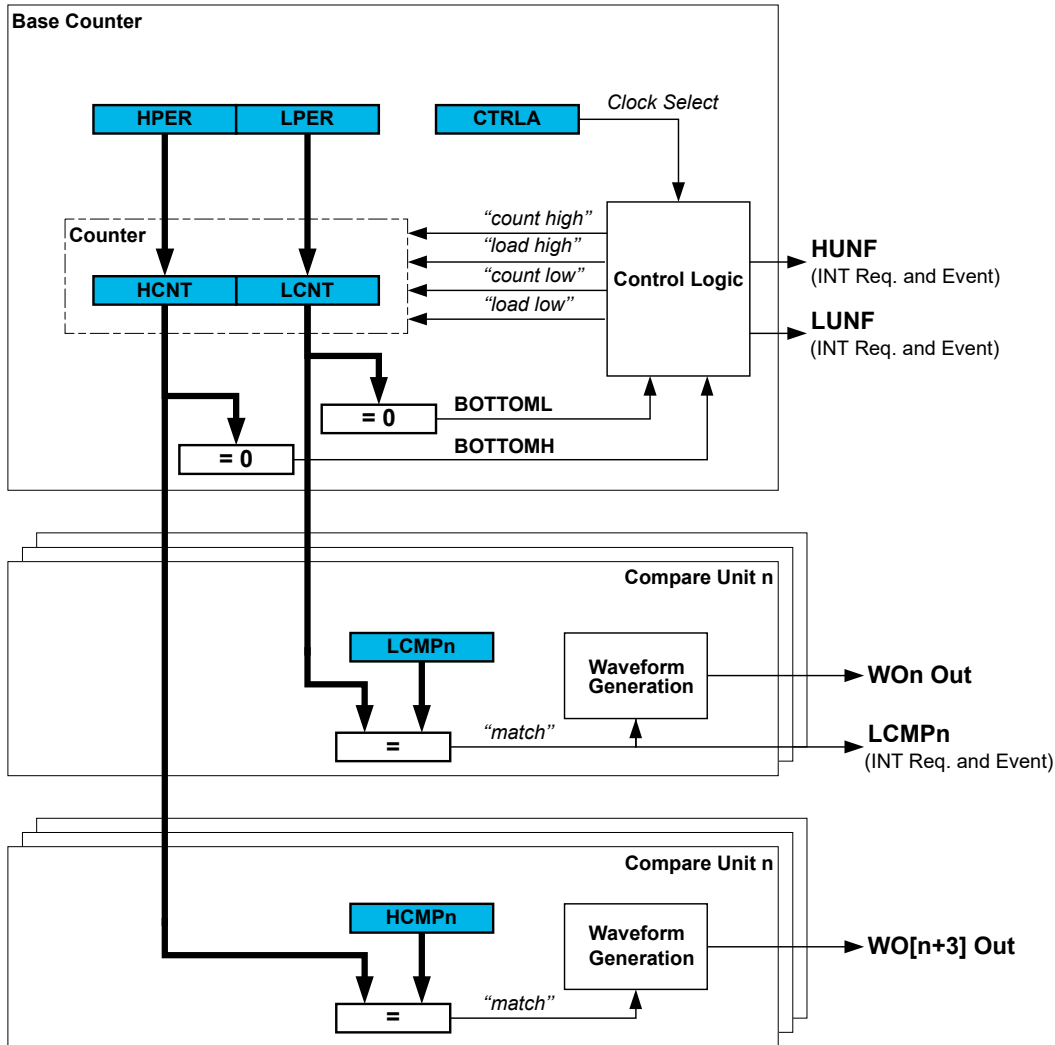 Base Counter
HPER LPER CTRLA Clock Select
Counter
“count high”
“load high”
“count low”
“load low”
HCNT LCNT
Control Logic
HUNF
(INT Req. and Event)
LUNF
(INT Req. and Event)
= 0 BOTTOML
= 0 BOTTOMH
Compare Unit n
LCMPn
Waveform
Generation
WOn Out
= “match”
LCMPn
(INT Req. and Event)
Compare Unit n
HCMPn
Waveform
Generation
WO[n+3] Out
= “match”